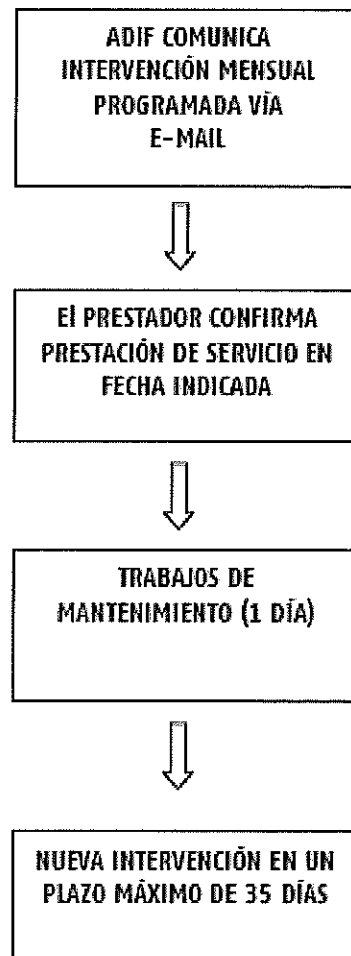 ADIF COMUNICA
INTERVENCIÓN MENSUAL
PROGRAMADA VÍA
E-MAIL
El PRESTADOR CONFIRMA
PRESTACIÓN DE SERVICIO EN
FECHA INDICADA
TRABAJOS DE
MANTENIMIENTO (1 DÍA)
NUEVA INTERVENCIÓN EN UN
PLAZO MÁXIMO DE 35 DÍAS